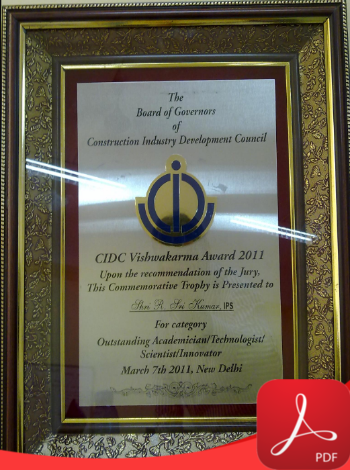 The
Board of Governors
of
Construction Industry Development Council
CIDC Vishwakarma Award 2011
Upon the recommendation of the Jury.
This Commemorative Trophy is Presented to
Shri R. Sri Kumar, IPS
For category
Outstanding Academician/Technologist/
Scientist/Innovator
March 7th 2011, New Delhi
PDF